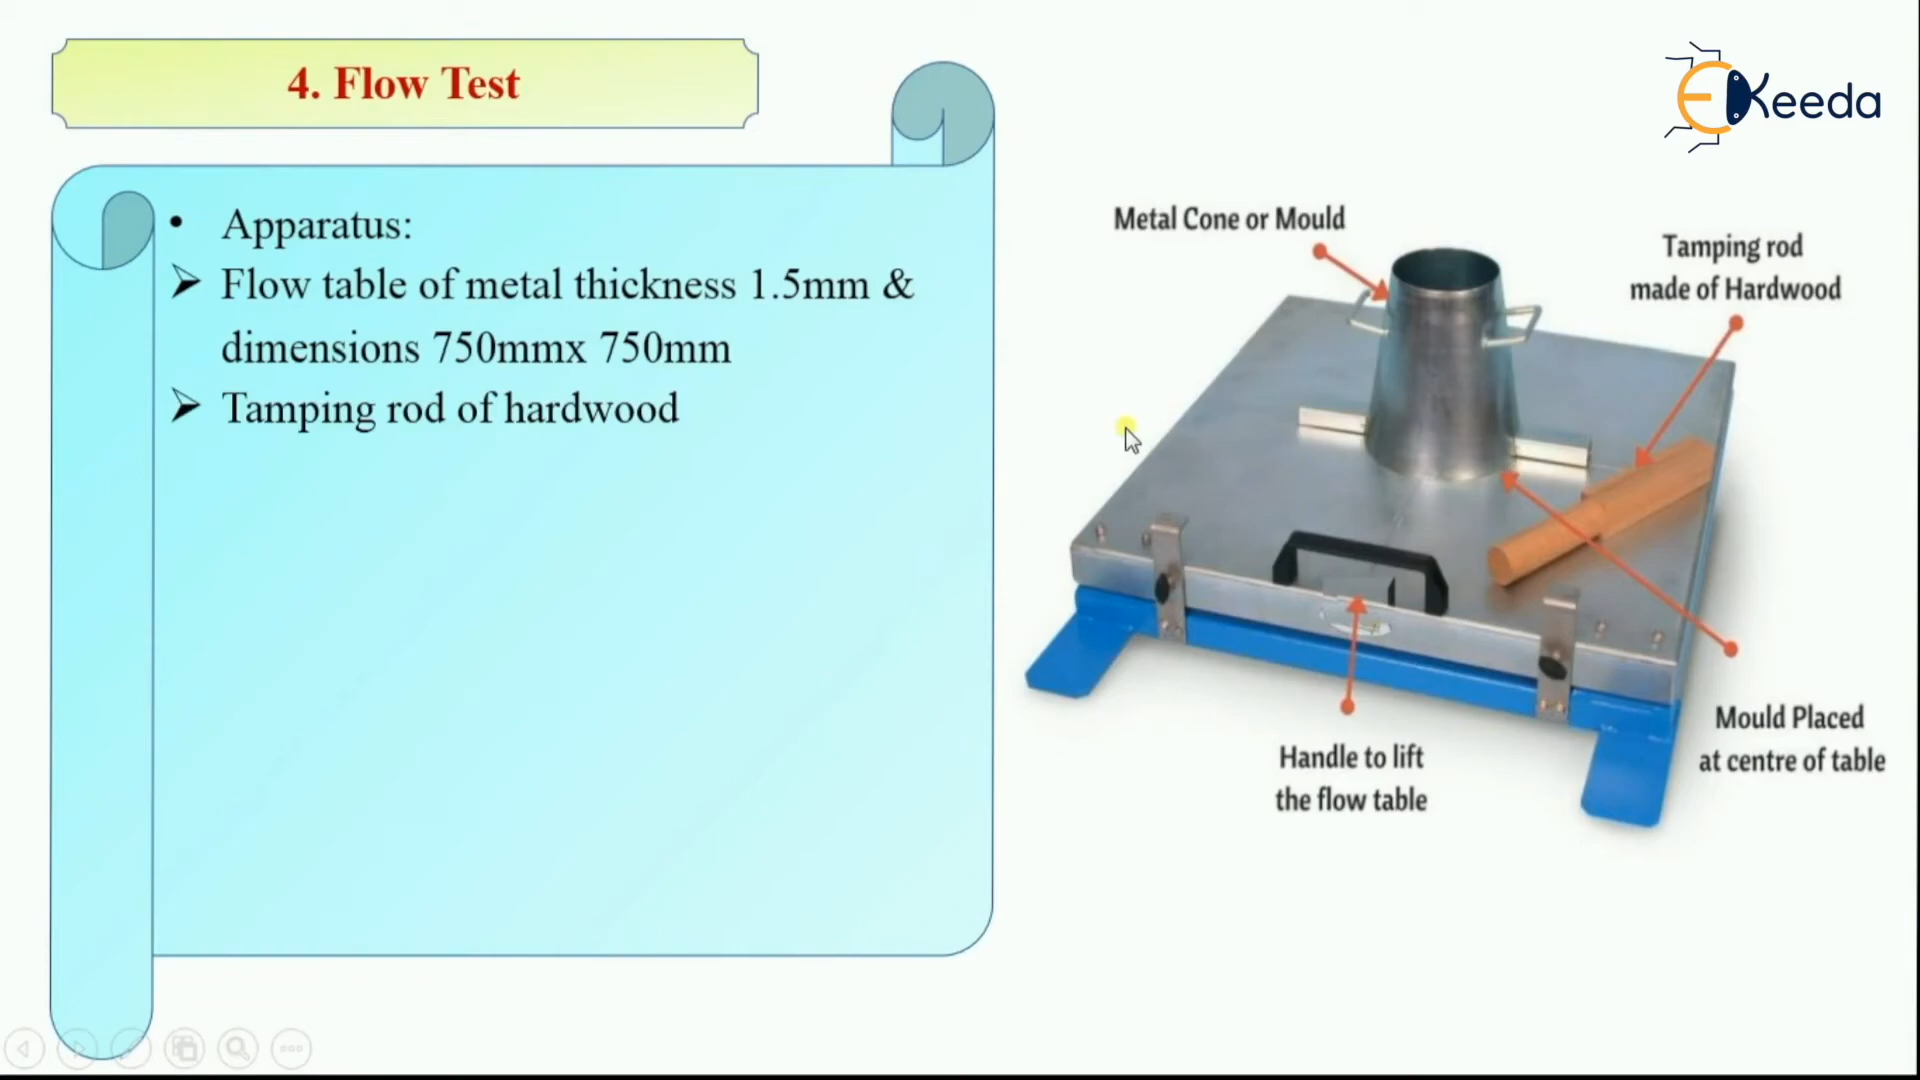 4. Flow Test
EKeeda
• Apparatus:
➢ Flow table of metal thickness 1.5mm &
dimensions 750mmx 750mm
➢ Tamping rod of hardwood
Metal Cone or Mould
Tamping rod
made of Hardwood
Mould Placed
at centre of table
Handle to lift
the flow table